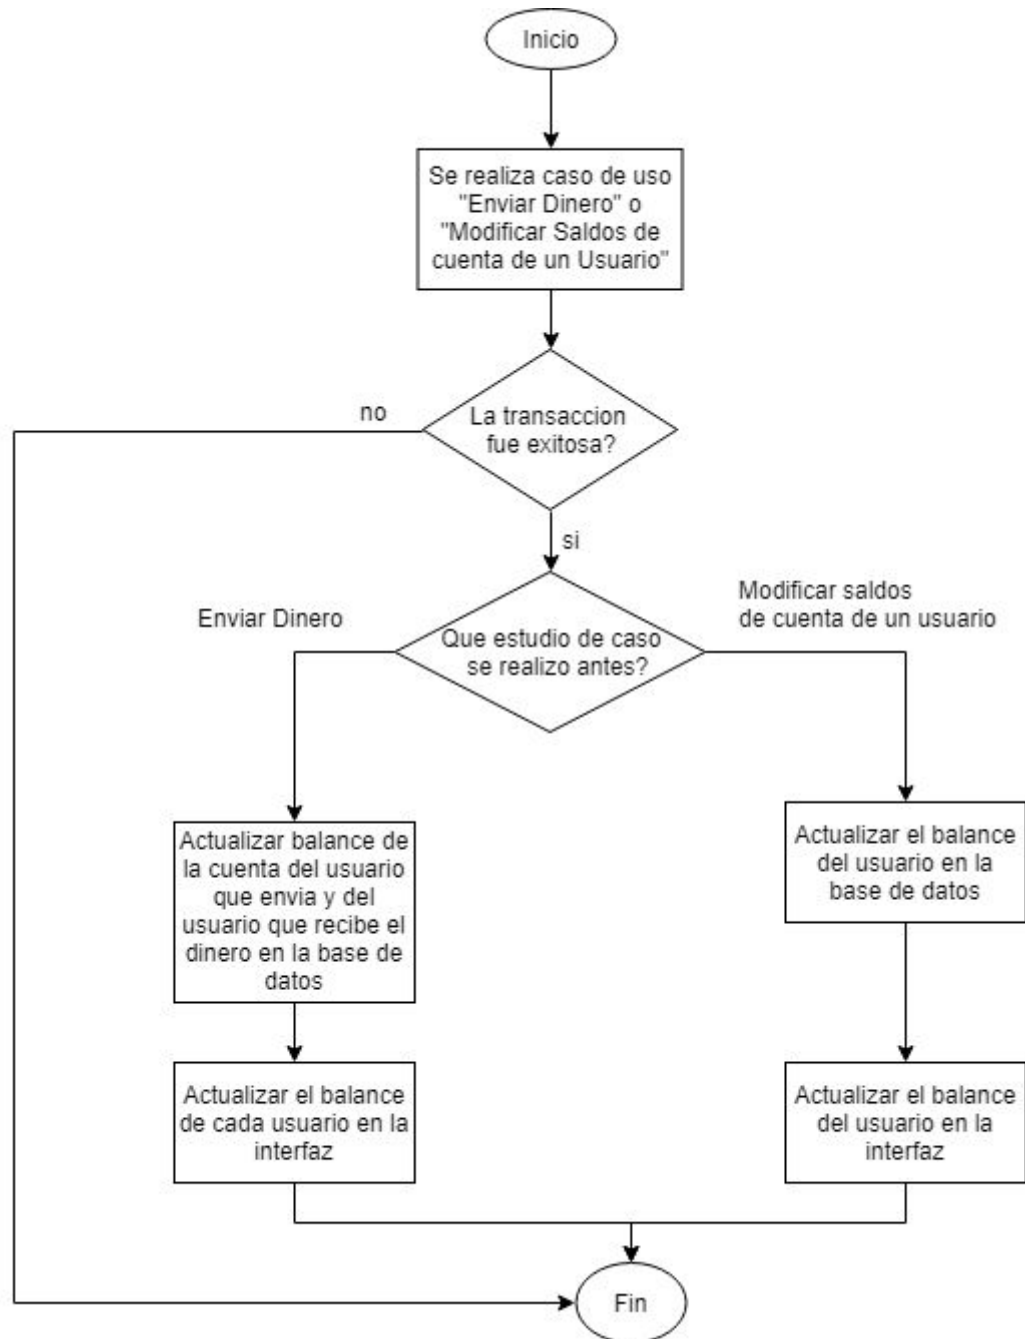 Inicio
Se realiza caso de uso
"Enviar Dinero" o
"Modificar Saldos de
cuenta de un Usuario"
no
La transaccion
fue exitosa?
si
Enviar Dinero
Que estudio de caso
se realizo antes?
Modificar saldos
de cuenta de un usuario
Actualizar balance de
la cuenta del usuario
que envia y del
usuario que recibe el
dinero en la base de
datos
Actualizar el balance
del usuario en la
base de datos
Actualizar el balance
de cada usuario en la
interfaz
Actualizar el balance
del usuario en la
interfaz
Fin